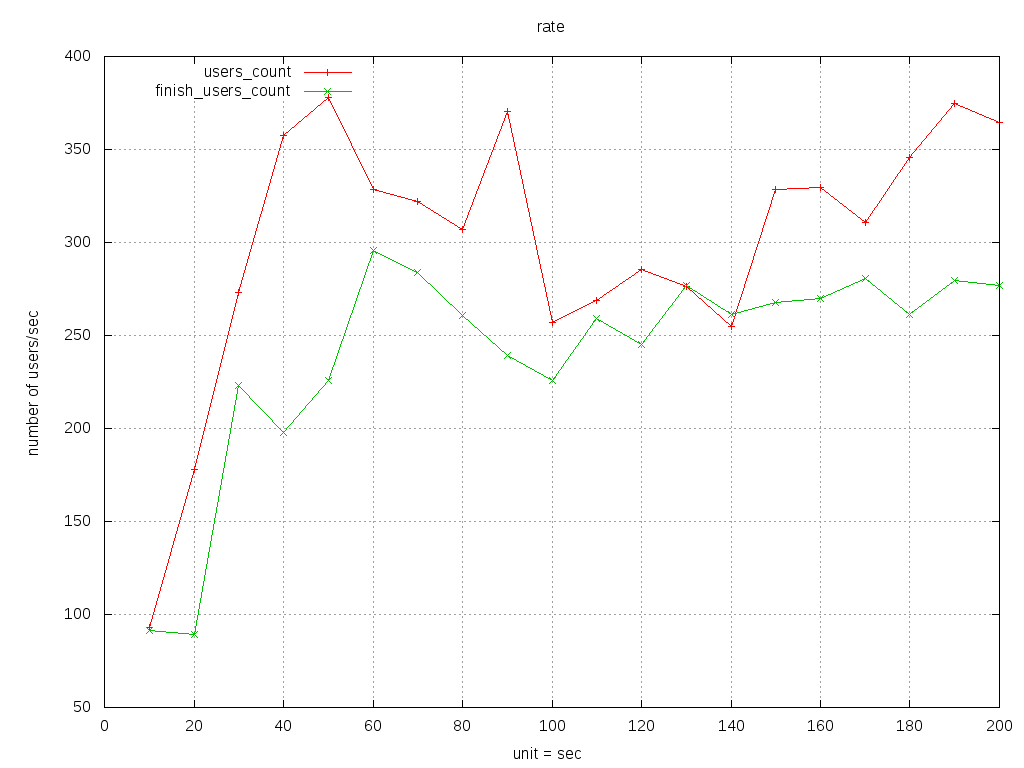 rate
400
350
300
250
200
150
100
50
number of users/sec
users_count
finish_users_count
0 20 40 60 80 100 120 140 160 180 200
unit = sec